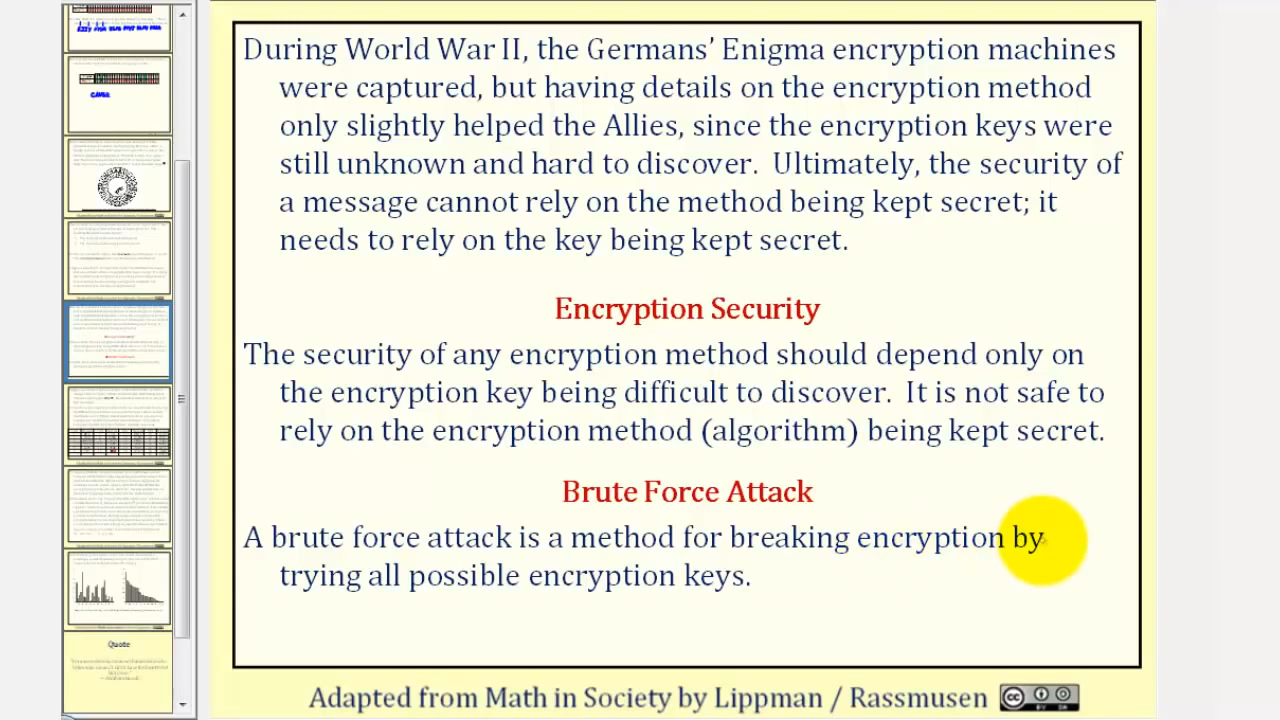 During World War II, the Germans’ Enigma encryption machines
were captured, but having details on the encryption method
only slightly helped the Allies, since the encryption keys were
still unknown and hard to discover. Ultimately, the security of
a message cannot rely on the method being kept secret; it
needs to rely on the key being kept secret.
Encryption Security
The security of any encryption method should depend only on
the encryption key being difficult to discover. It is not safe to
rely on the encryption method (algorithm) being kept secret.
Brute Force Attack
A brute force attack is a method for breaking encryption by
trying all possible encryption keys.
Quote
Adapted from Math in Society by Lippman / Rassmusen